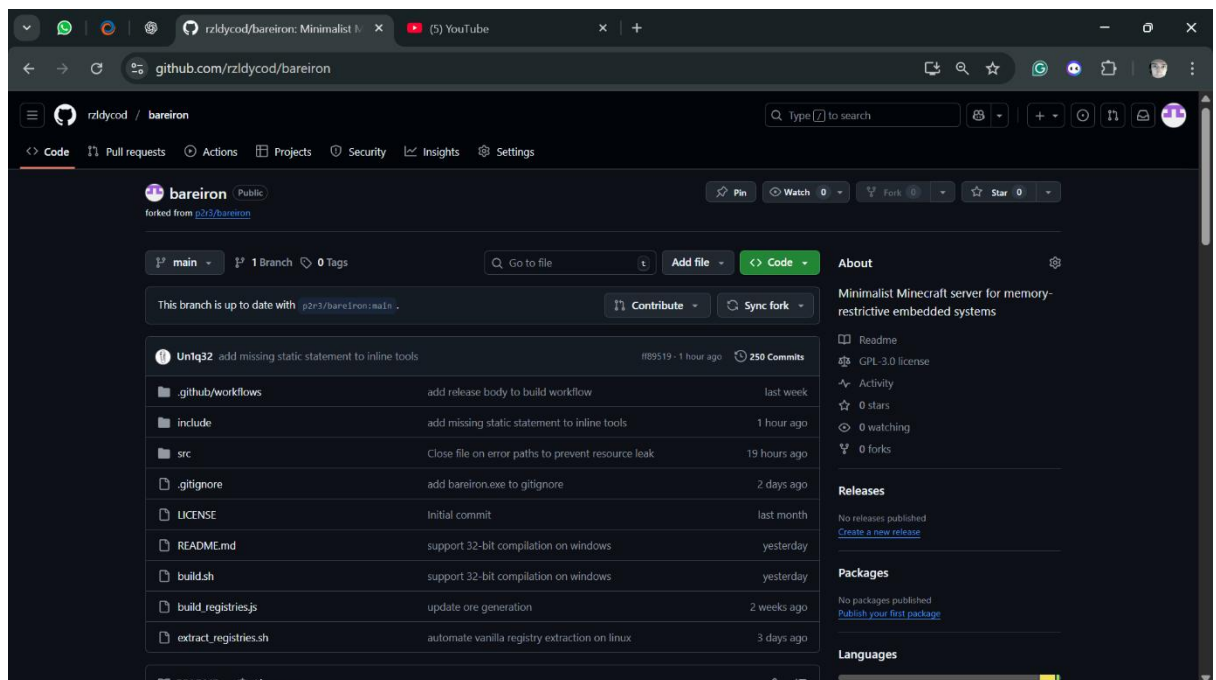 rzldycod/bareiron: Minimalist M
(5) YouTube
github.com/rzldycod/bareiron
rzldycod / bareiron
Type / to search
Code Pull requests Actions Projects Security Insights Settings
bareiron Public
Pin Watch 0 Fork 0 Star 0
forked from p2r3/bareiron
main 1 Branch 0 Tags
Go to file t
Add file
Code
About
This branch is up to date with p2r3/bareiron:main .
Contribute
Sync fork
Minimalist Minecraft server for memory-
restrictive embedded systems
Un1q32 add missing static statement to inline tools
ff89519 · 1 hour ago
250 Commits
.github/workflows add release body to build workflow last week
include add missing static statement to inline tools 1 hour ago
src Close file on error paths to prevent resource leak 19 hours ago
.gitignore add bareiron.exe to gitignore 2 days ago
LICENSE Initial commit last month
README.md support 32-bit compilation on windows yesterday
build.sh support 32-bit compilation on windows yesterday
build_registries.js update ore generation 2 weeks ago
extract_registries.sh automate vanilla registry extraction on linux 3 days ago
Readme
GPL-3.0 license
Activity
0 stars
0 watching
0 forks
Releases
No releases published
Create a new release
Packages
No packages published
Publish your first package
Languages